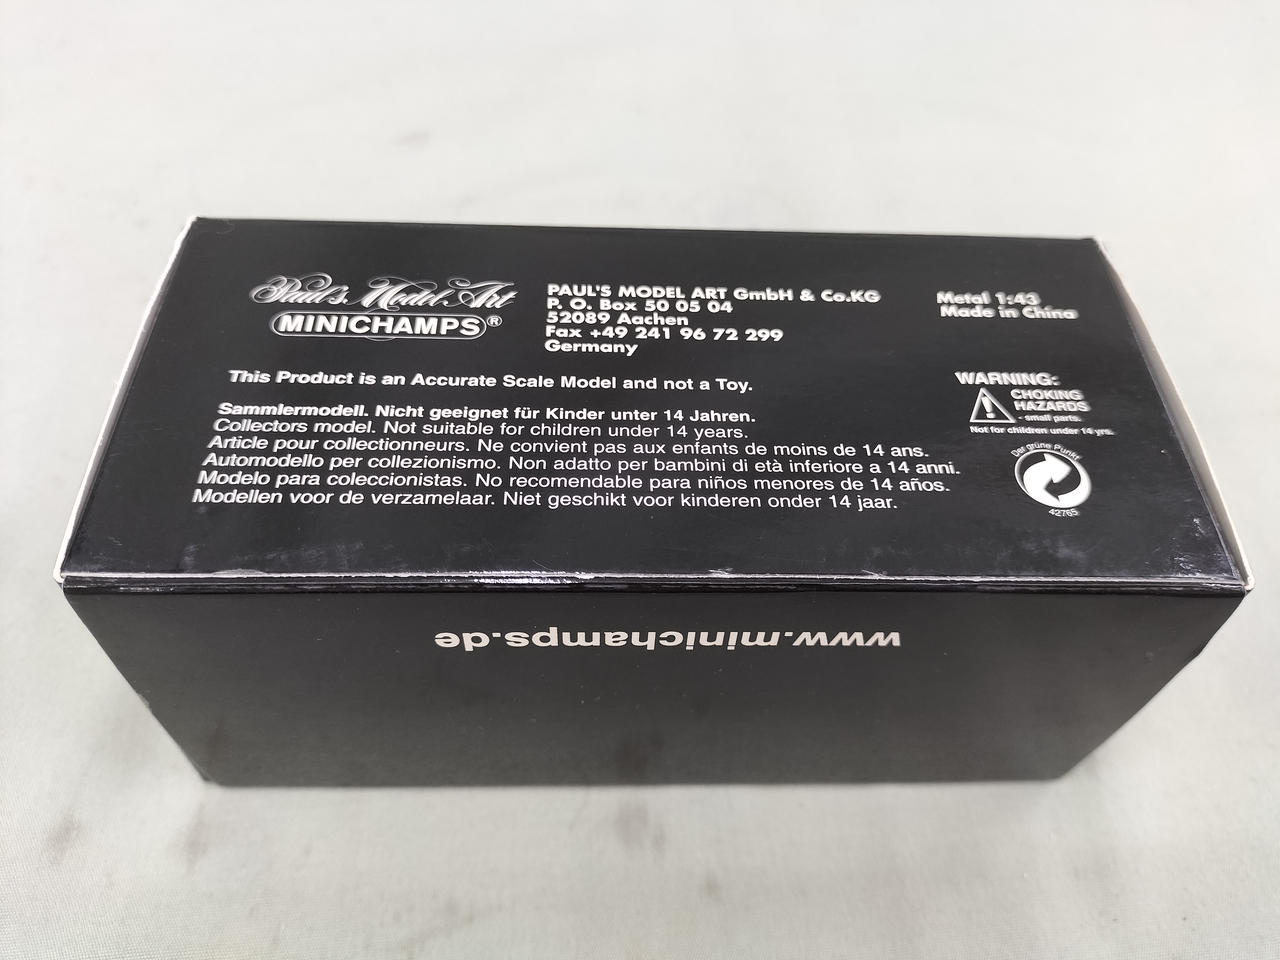 Paul's Model Art
MINICHAMPS®
PAUL'S MODEL ART GmbH & Co.KG
P. O. Box 50 05 04
52089 Aachen
Fax +49 241 96 72 299
Germany
Metal 1:43
Made in China
This Product is an Accurate Scale Model and not a Toy.
Sammlermodell. Nicht geeignet für Kinder unter 14 Jahren.
Collectors model. Not suitable for children under 14 years.
Article pour collectionneurs. Ne convient pas aux enfants de moins de 14 ans.
Automodello per collezionismo. Non adatto per bambini di età inferiore a 14 anni.
Modelo para coleccionistas. No recomendable para niños menores de 14 años.
Modellen voor de verzamelaar. Niet geschikt voor kinderen onder 14 jaar.
WARNING:
CHOKING
HAZARDS
- small parts.
Not for children under 14 yrs.
Der grüne Punkt
42765
www.minichamps.de